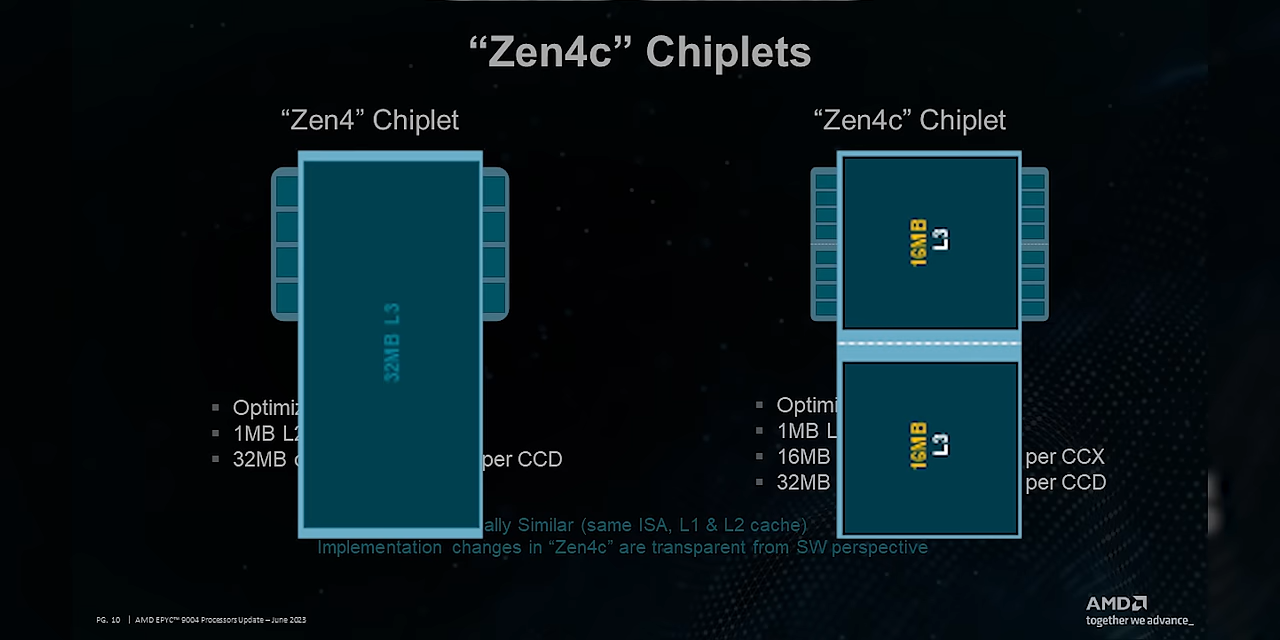 “Zen4c” Chiplets
“Zen4” Chiplet
“Zen4c” Chiplet
32MB L3
16MB
L3
16MB
L3
▪ Optimiz
▪ 1MB L2
▪ 32MB per CCD
▪ Optimi
▪ 1MB L
▪ 16MB per CCX
▪ 32MB per CCD
ally Similar (same ISA, L1 & L2 cache)
Implementation changes in “Zen4c” are transparent from SW perspective
PG. 10 | AMD EPYC™ 9004 Processors Update – June 2023
AMD
together we advance_